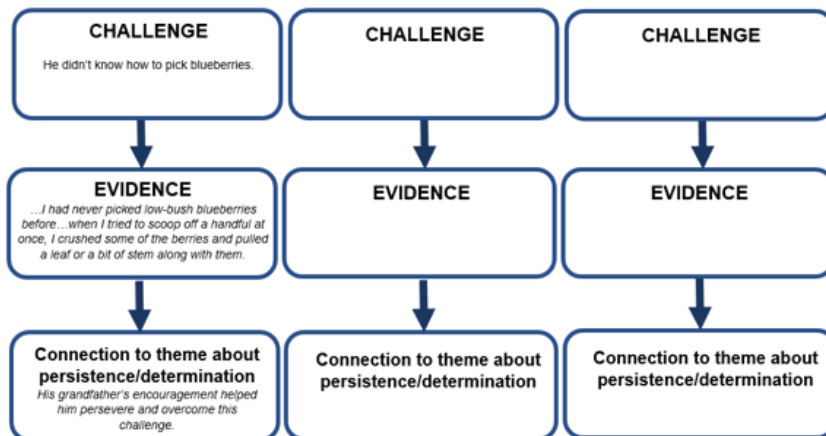 CHALLENGE
He didn't know how to pick blueberries.
EVIDENCE
…I had never picked low-bush blueberries
before…when I tried to scoop off a handful at
once, I crushed some of the berries and pulled
a leaf or a bit of stem along with them.
Connection to theme about
persistence/determination
His grandfather's encouragement helped
him persevere and overcome this
challenge.
CHALLENGE
EVIDENCE
Connection to theme about
persistence/determination
CHALLENGE
EVIDENCE
Connection to theme about
persistence/determination